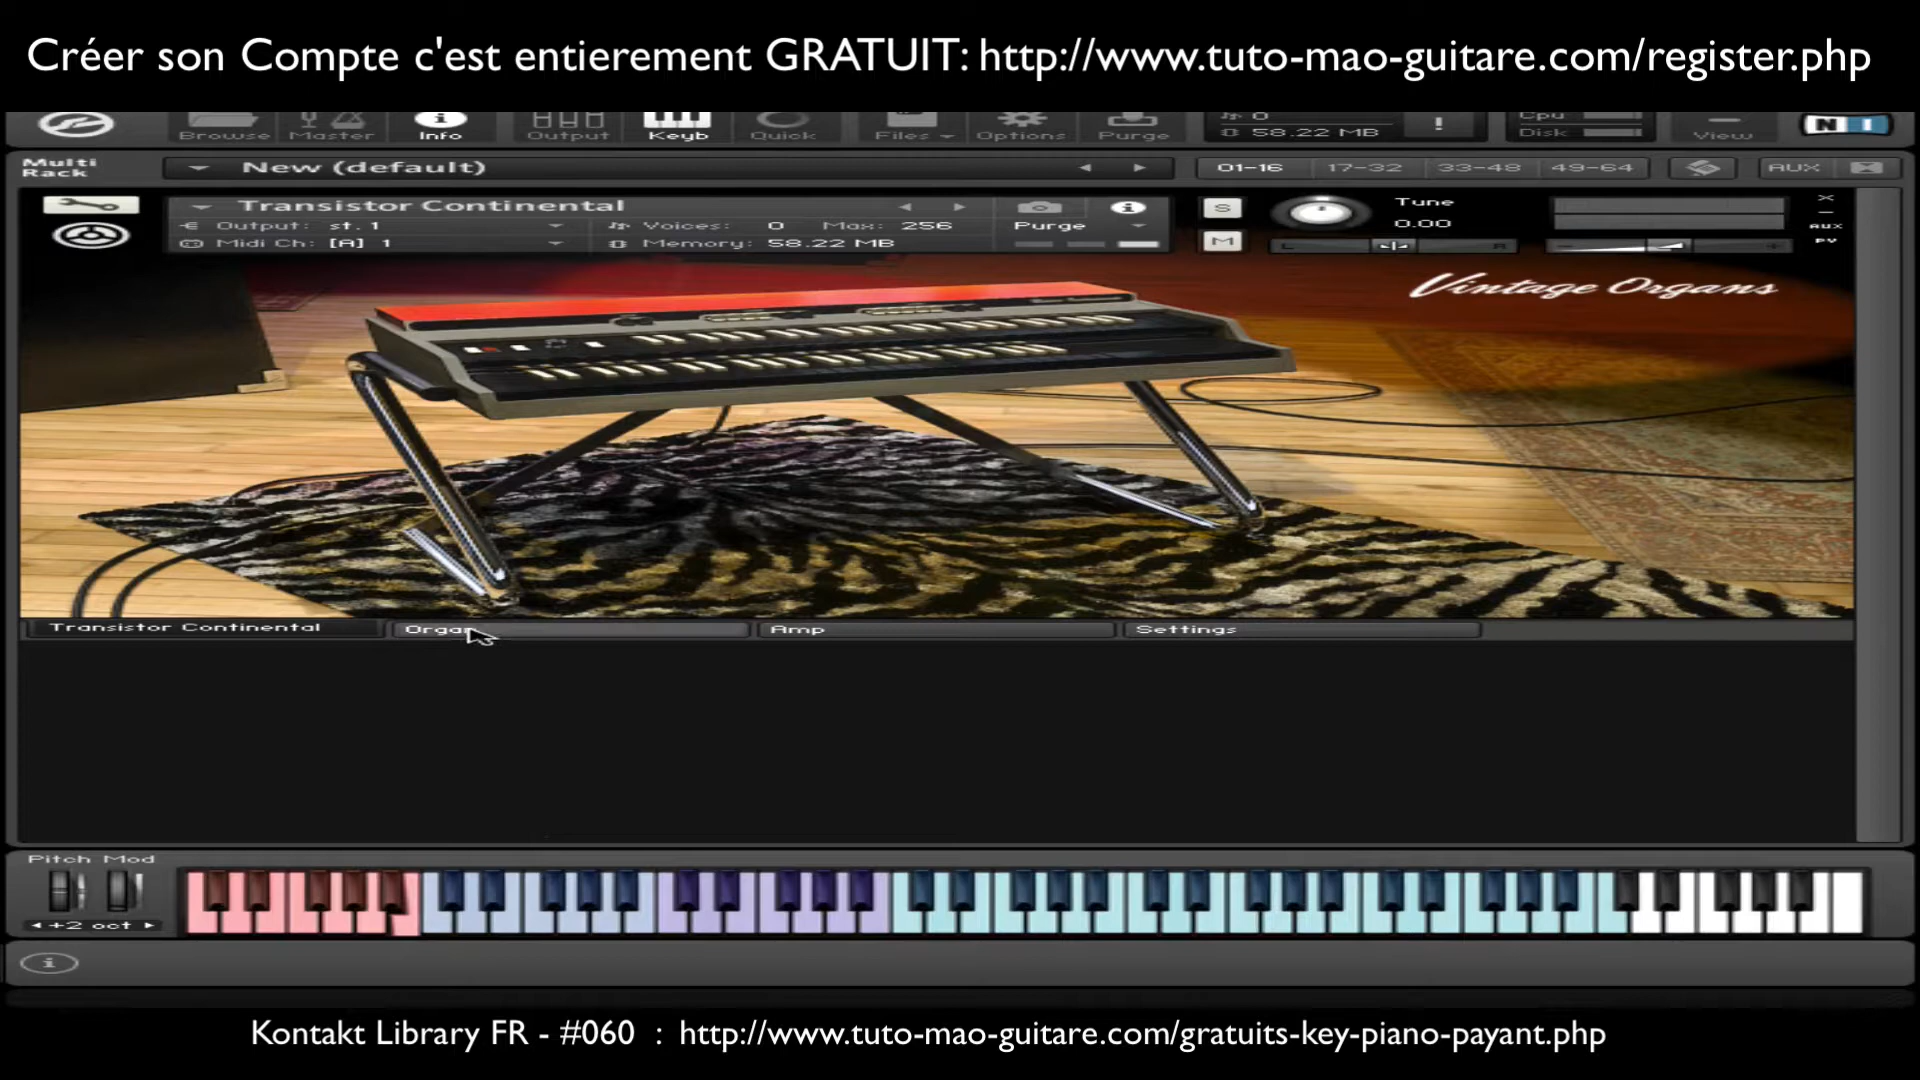 Créer son Compte c'est entierement GRATUIT: http://www.tuto-mao-guitare.com/register.php
Browse Master Info Output Keyb Quick Files Options Purge 0 58.22 MB ! Cpu Disk View NI
Multi Rack New (default) 01-16 17-32 33-48 49-64 AUX
Transistor Continental
Output: st. 1 Voices: 0 Max: 256 Purge
Midi Ch: [A] 1 Memory: 58.22 MB
S M Tune 0.00 L R AUX PV
Vintage Organs
Transistor Continental Organ Amp Settings
Pitch Mod
+2 oct
Kontakt Library FR - #060 : http://www.tuto-mao-guitare.com/gratuits-key-piano-payant.php